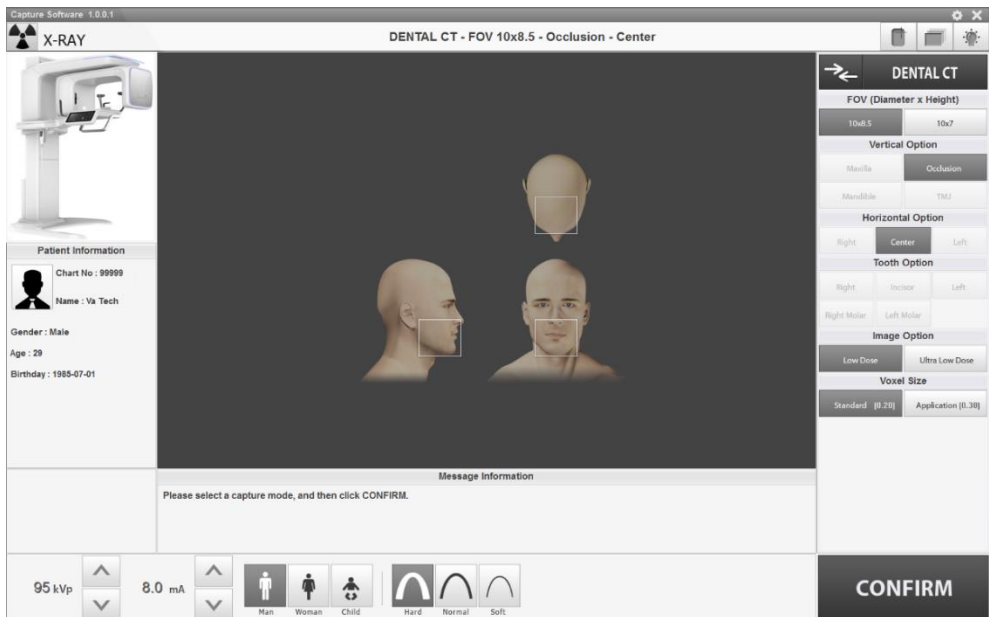 Capture Software 1.0.0.1
X-RAY
DENTAL CT - FOV 10x8.5 - Occlusion - Center
Patient Information
Chart No : 99999
Name : Va Tech
Gender : Male
Age : 29
Birthday : 1985-07-01
DENTAL CT
FOV (Diameter x Height)
10x8.5 10x7
Vertical Option
Maxilla Occlusion
Mandible TMJ
Horizontal Option
Right Center Left
Tooth Option
Right Incisor Left
Right Molar Left Molar
Image Option
Low Dose Ultra Low Dose
Voxel Size
Standard [0.20] Application [0.30]
Message Information
Please select a capture mode, and then click CONFIRM.
95 kVp 8.0 mA
Man Woman Child Hard Normal Soft
CONFIRM